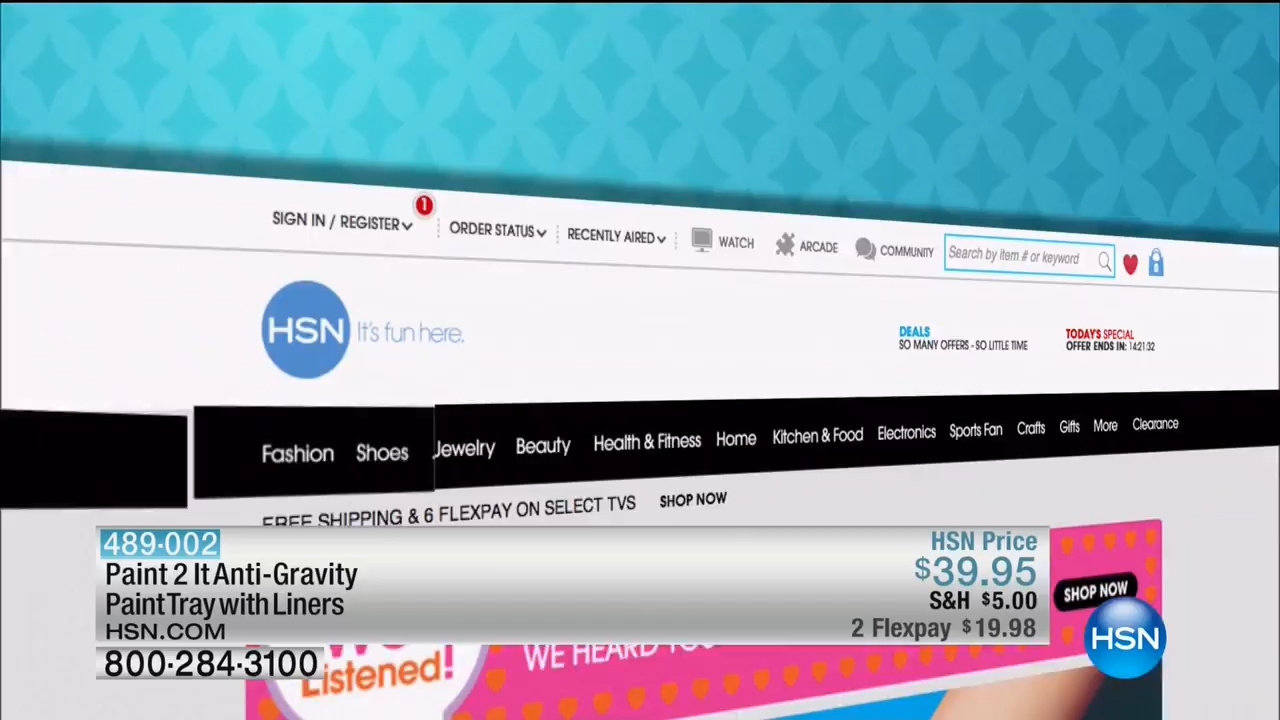 SIGN IN / REGISTER
1
ORDER STATUS
RECENTLY AIRED
WATCH
ARCADE
COMMUNITY
Search by item # or keyword
HSN It's fun here.
DEALS
SO MANY OFFERS - SO LITTLE TIME
TODAY'S SPECIAL
OFFER ENDS IN: 14:21:32
Fashion Shoes Jewelry Beauty Health & Fitness Home Kitchen & Food Electronics Sports Fan Crafts Gifts More Clearance
FREE SHIPPING & 6 FLEXPAY ON SELECT TVS SHOP NOW
SHOP NOW
489-002
Paint 2 It Anti-Gravity
Paint Tray with Liners
HSN.COM
800-284-3100
HSN Price
$39.95
S&H $5.00
2 Flexpay $19.98
HSN
Listened!
WE HEARD